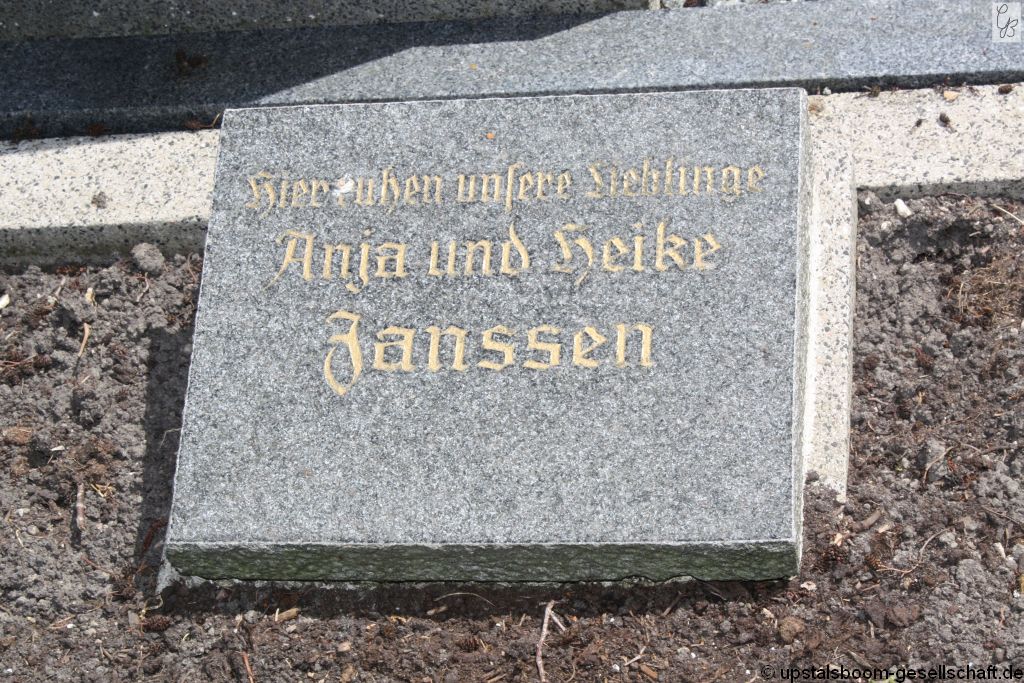 Hier ruhen unsere Lieblinge
Anja und Heike
Janssen
© upstalsboom-gesellschaft.de